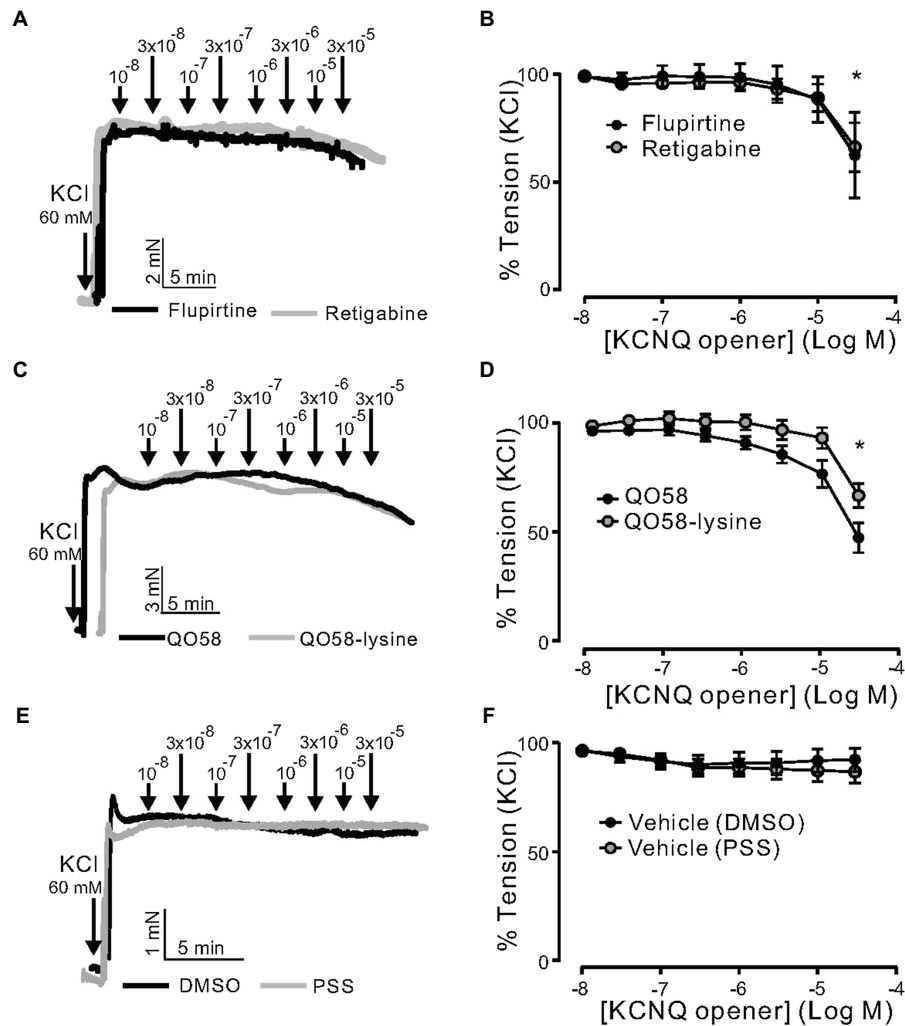 A
10⁻⁸ 3x10⁻⁸ 10⁻⁷ 3x10⁻⁷ 10⁻⁶ 3x10⁻⁶ 10⁻⁵ 3x10⁻⁵
KCl
60 mM
2 mN
5 min
Flupirtine Retigabine
B
% Tension (KCl)
100
50
0
*
Flupirtine
Retigabine
-8 -7 -6 -5 -4
[KCNQ opener] (Log M)
C
10⁻⁸ 3x10⁻⁸ 10⁻⁷ 3x10⁻⁷ 10⁻⁶ 3x10⁻⁶ 10⁻⁵ 3x10⁻⁵
KCl
60 mM
3 mN
5 min
QO58 QO58-lysine
D
% Tension (KCl)
100
50
0
*
QO58
QO58-lysine
-8 -7 -6 -5 -4
[KCNQ opener] (Log M)
E
10⁻⁸ 3x10⁻⁸ 10⁻⁷ 3x10⁻⁷ 10⁻⁶ 3x10⁻⁶ 10⁻⁵ 3x10⁻⁵
KCl
60 mM
1 mN
5 min
DMSO PSS
F
% Tension (KCl)
100
50
0
Vehicle (DMSO)
Vehicle (PSS)
-8 -7 -6 -5 -4
[KCNQ opener] (Log M)